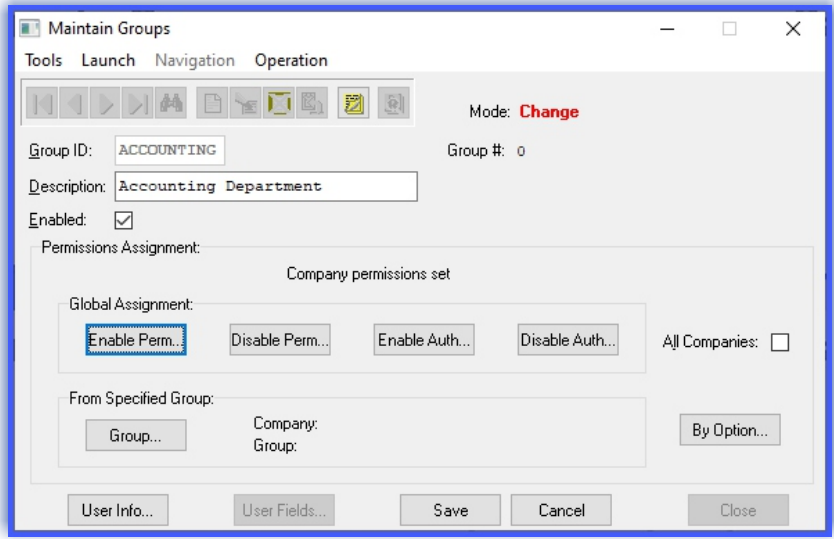 Maintain Groups
Tools Launch Navigation Operation
Mode: Change
Group ID: ACCOUNTING Group #: 0
Description: Accounting Department
Enabled:
Permissions Assignment:
Company permissions set
Global Assignment:
Enable Perm... Disable Perm... Enable Auth... Disable Auth... All Companies:
From Specified Group:
Group... Company: By Option...
Group:
User Info... User Fields... Save Cancel Close